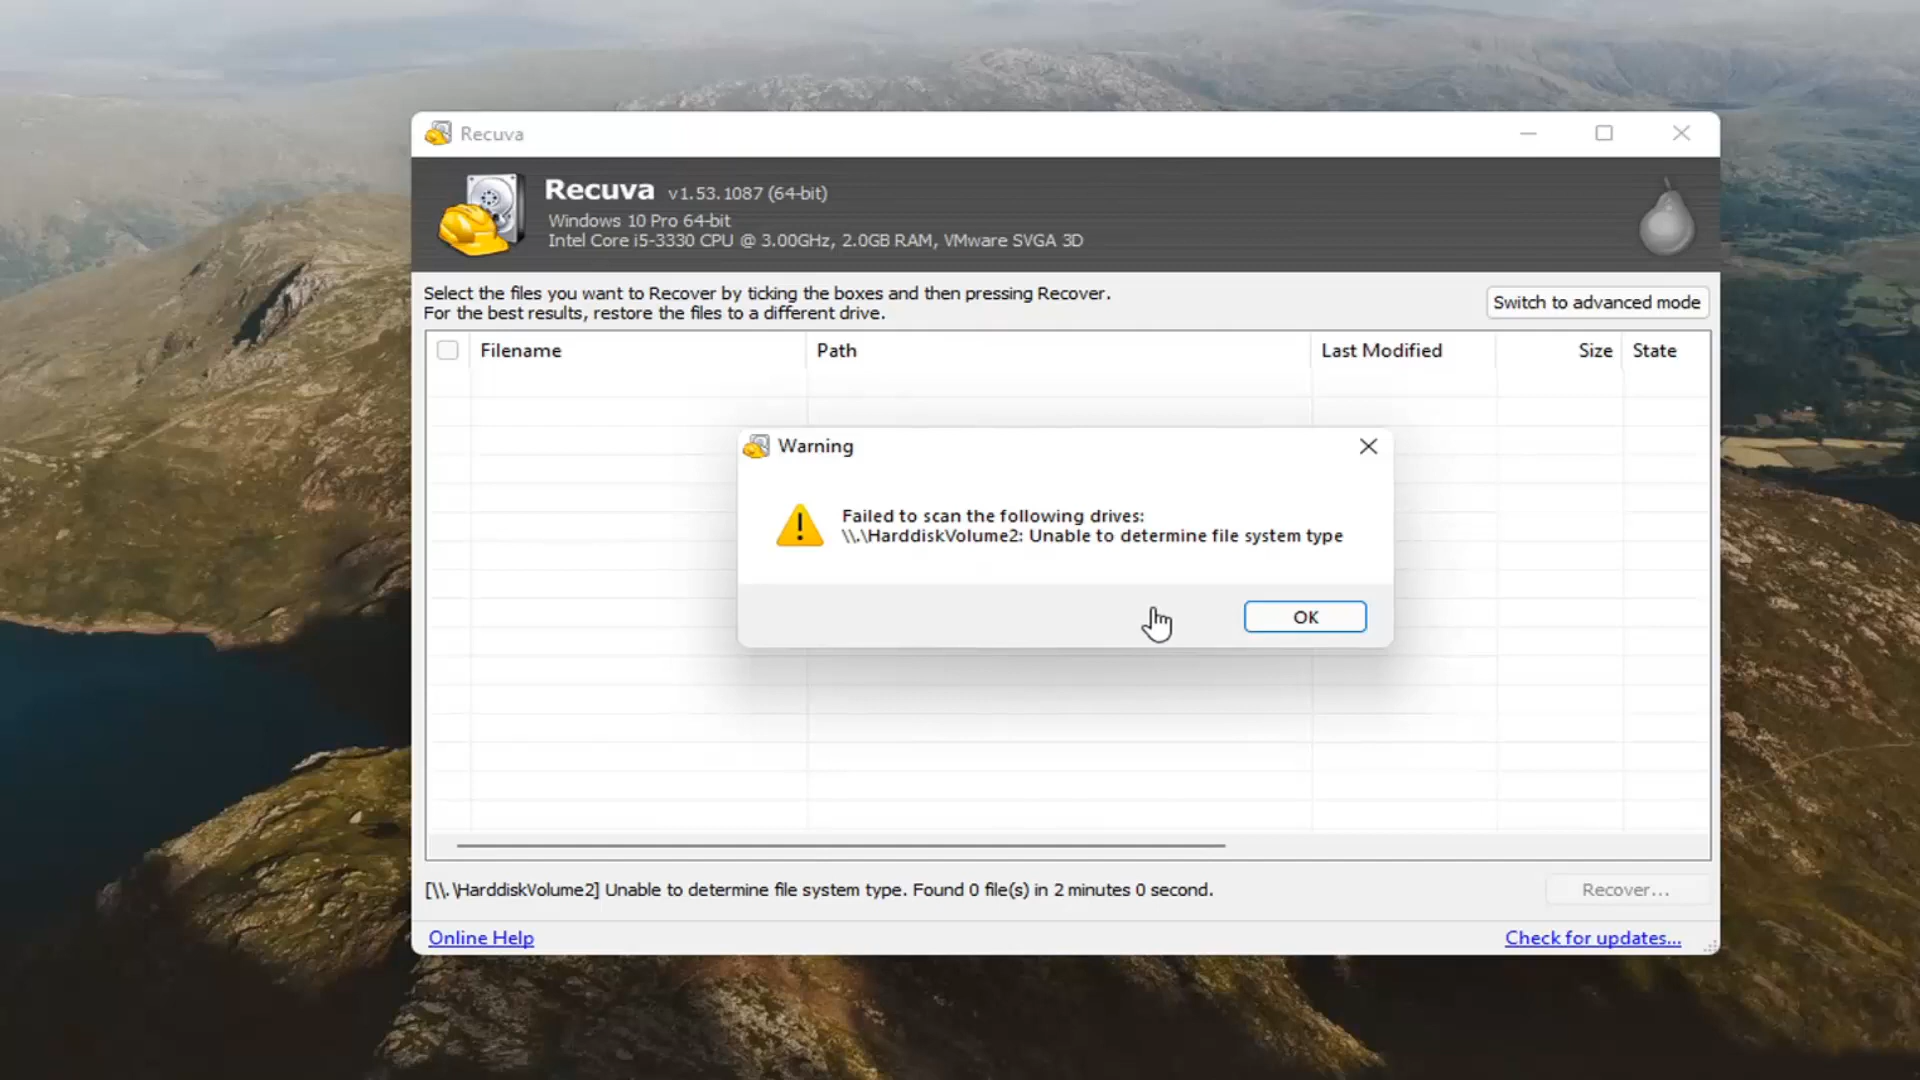 Recuva
Recuva v1.53.1087 (64-bit)
Windows 10 Pro 64-bit
Intel Core i5-3330 CPU @ 3.00GHz, 2.0GB RAM, VMware SVGA 3D
Select the files you want to Recover by ticking the boxes and then pressing Recover.
For the best results, restore the files to a different drive.
Switch to advanced mode
Filename Path Last Modified Size State
Warning
Failed to scan the following drives:
\\.\HarddiskVolume2: Unable to determine file system type
OK
[\\.\HarddiskVolume2] Unable to determine file system type. Found 0 file(s) in 2 minutes 0 second.
Recover...
Online Help
Check for updates...